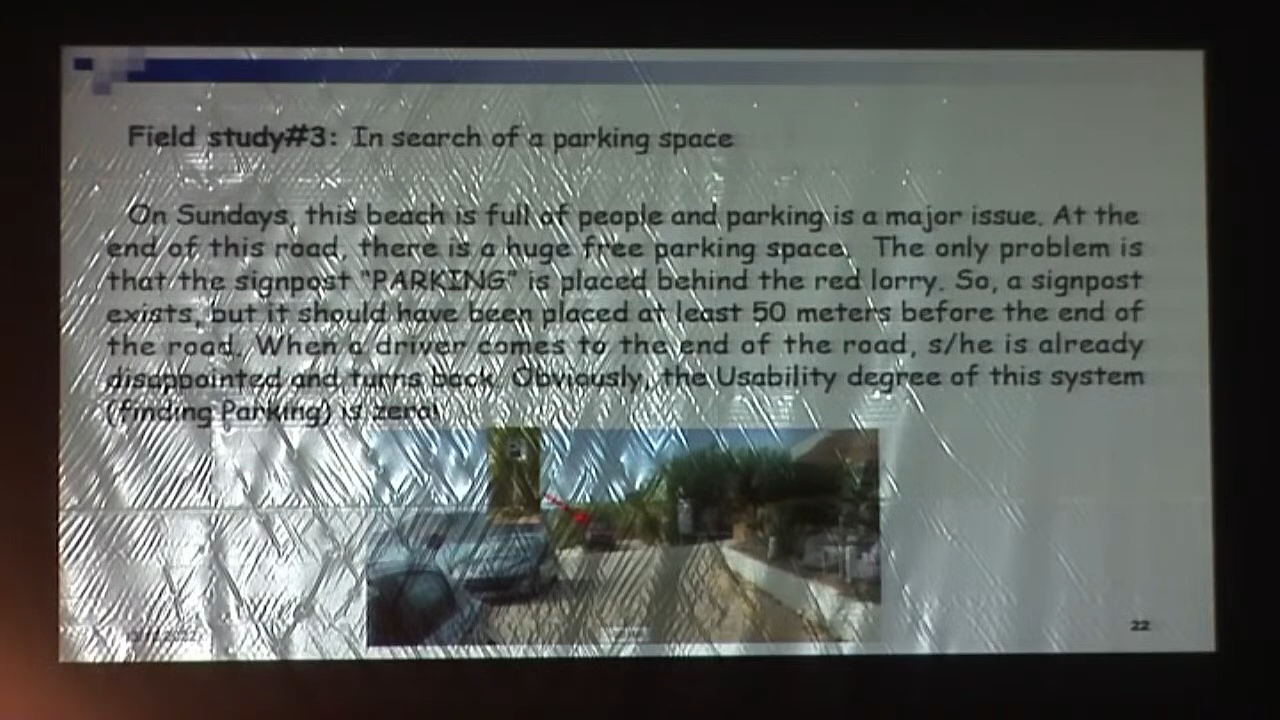 Field study#3: In search of a parking space
On Sundays, this beach is full of people and parking is a major issue. At the
end of this road, there is a huge free parking space. The only problem is
that the signpost "PARKING" is placed behind the red lorry. So, a signpost
exists, but it should have been placed at least 50 meters before the end of
the road. When a driver comes to the end of the road, s/he is already
disappointed and turns back. Obviously, the Usability degree of this system
(finding Parking) is zero!
22